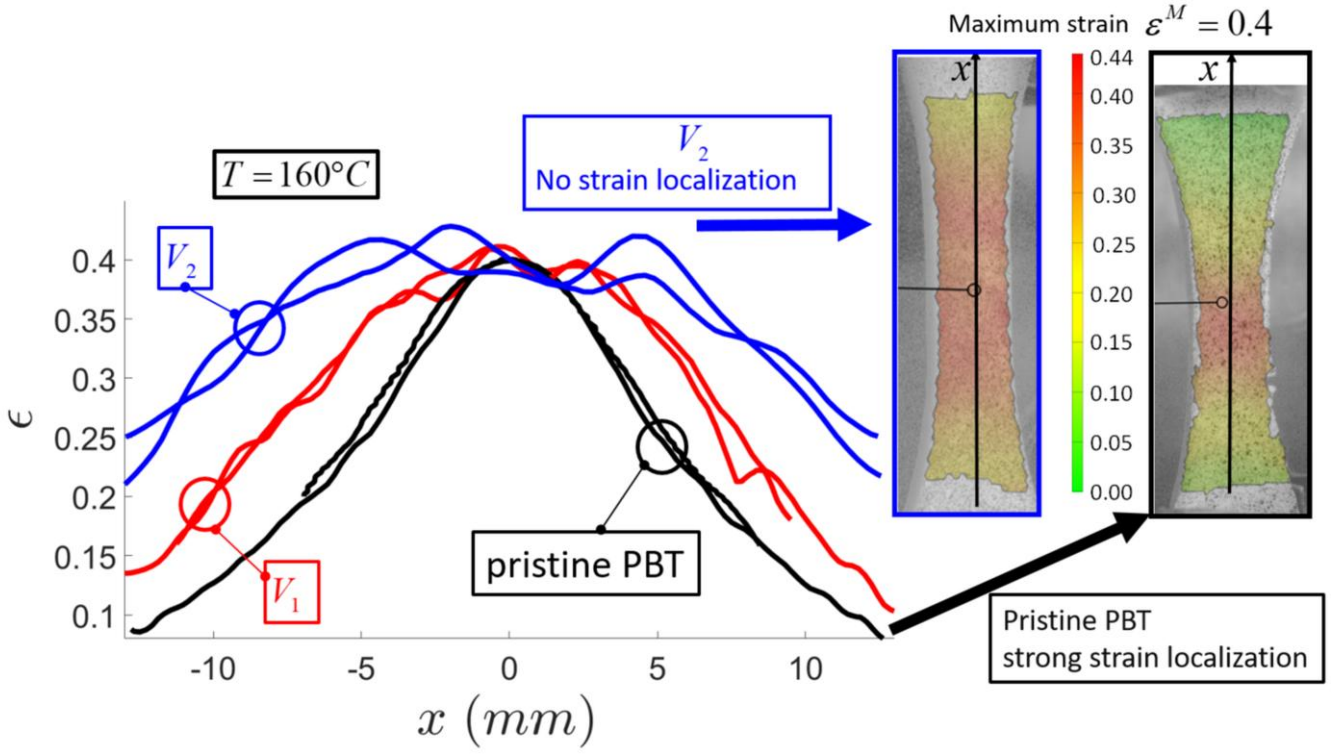 Maximum strain ε^M = 0.4
T = 160°C
V₂
No strain localization
V₂
V₁
pristine PBT
Pristine PBT
strong strain localization
ϵ
0.4
0.35
0.3
0.25
0.2
0.15
0.1
-10 -5 0 5 10
x (mm)
x
0.44
0.40
0.35
0.30
0.25
0.20
0.15
0.10
0.05
0.00
x